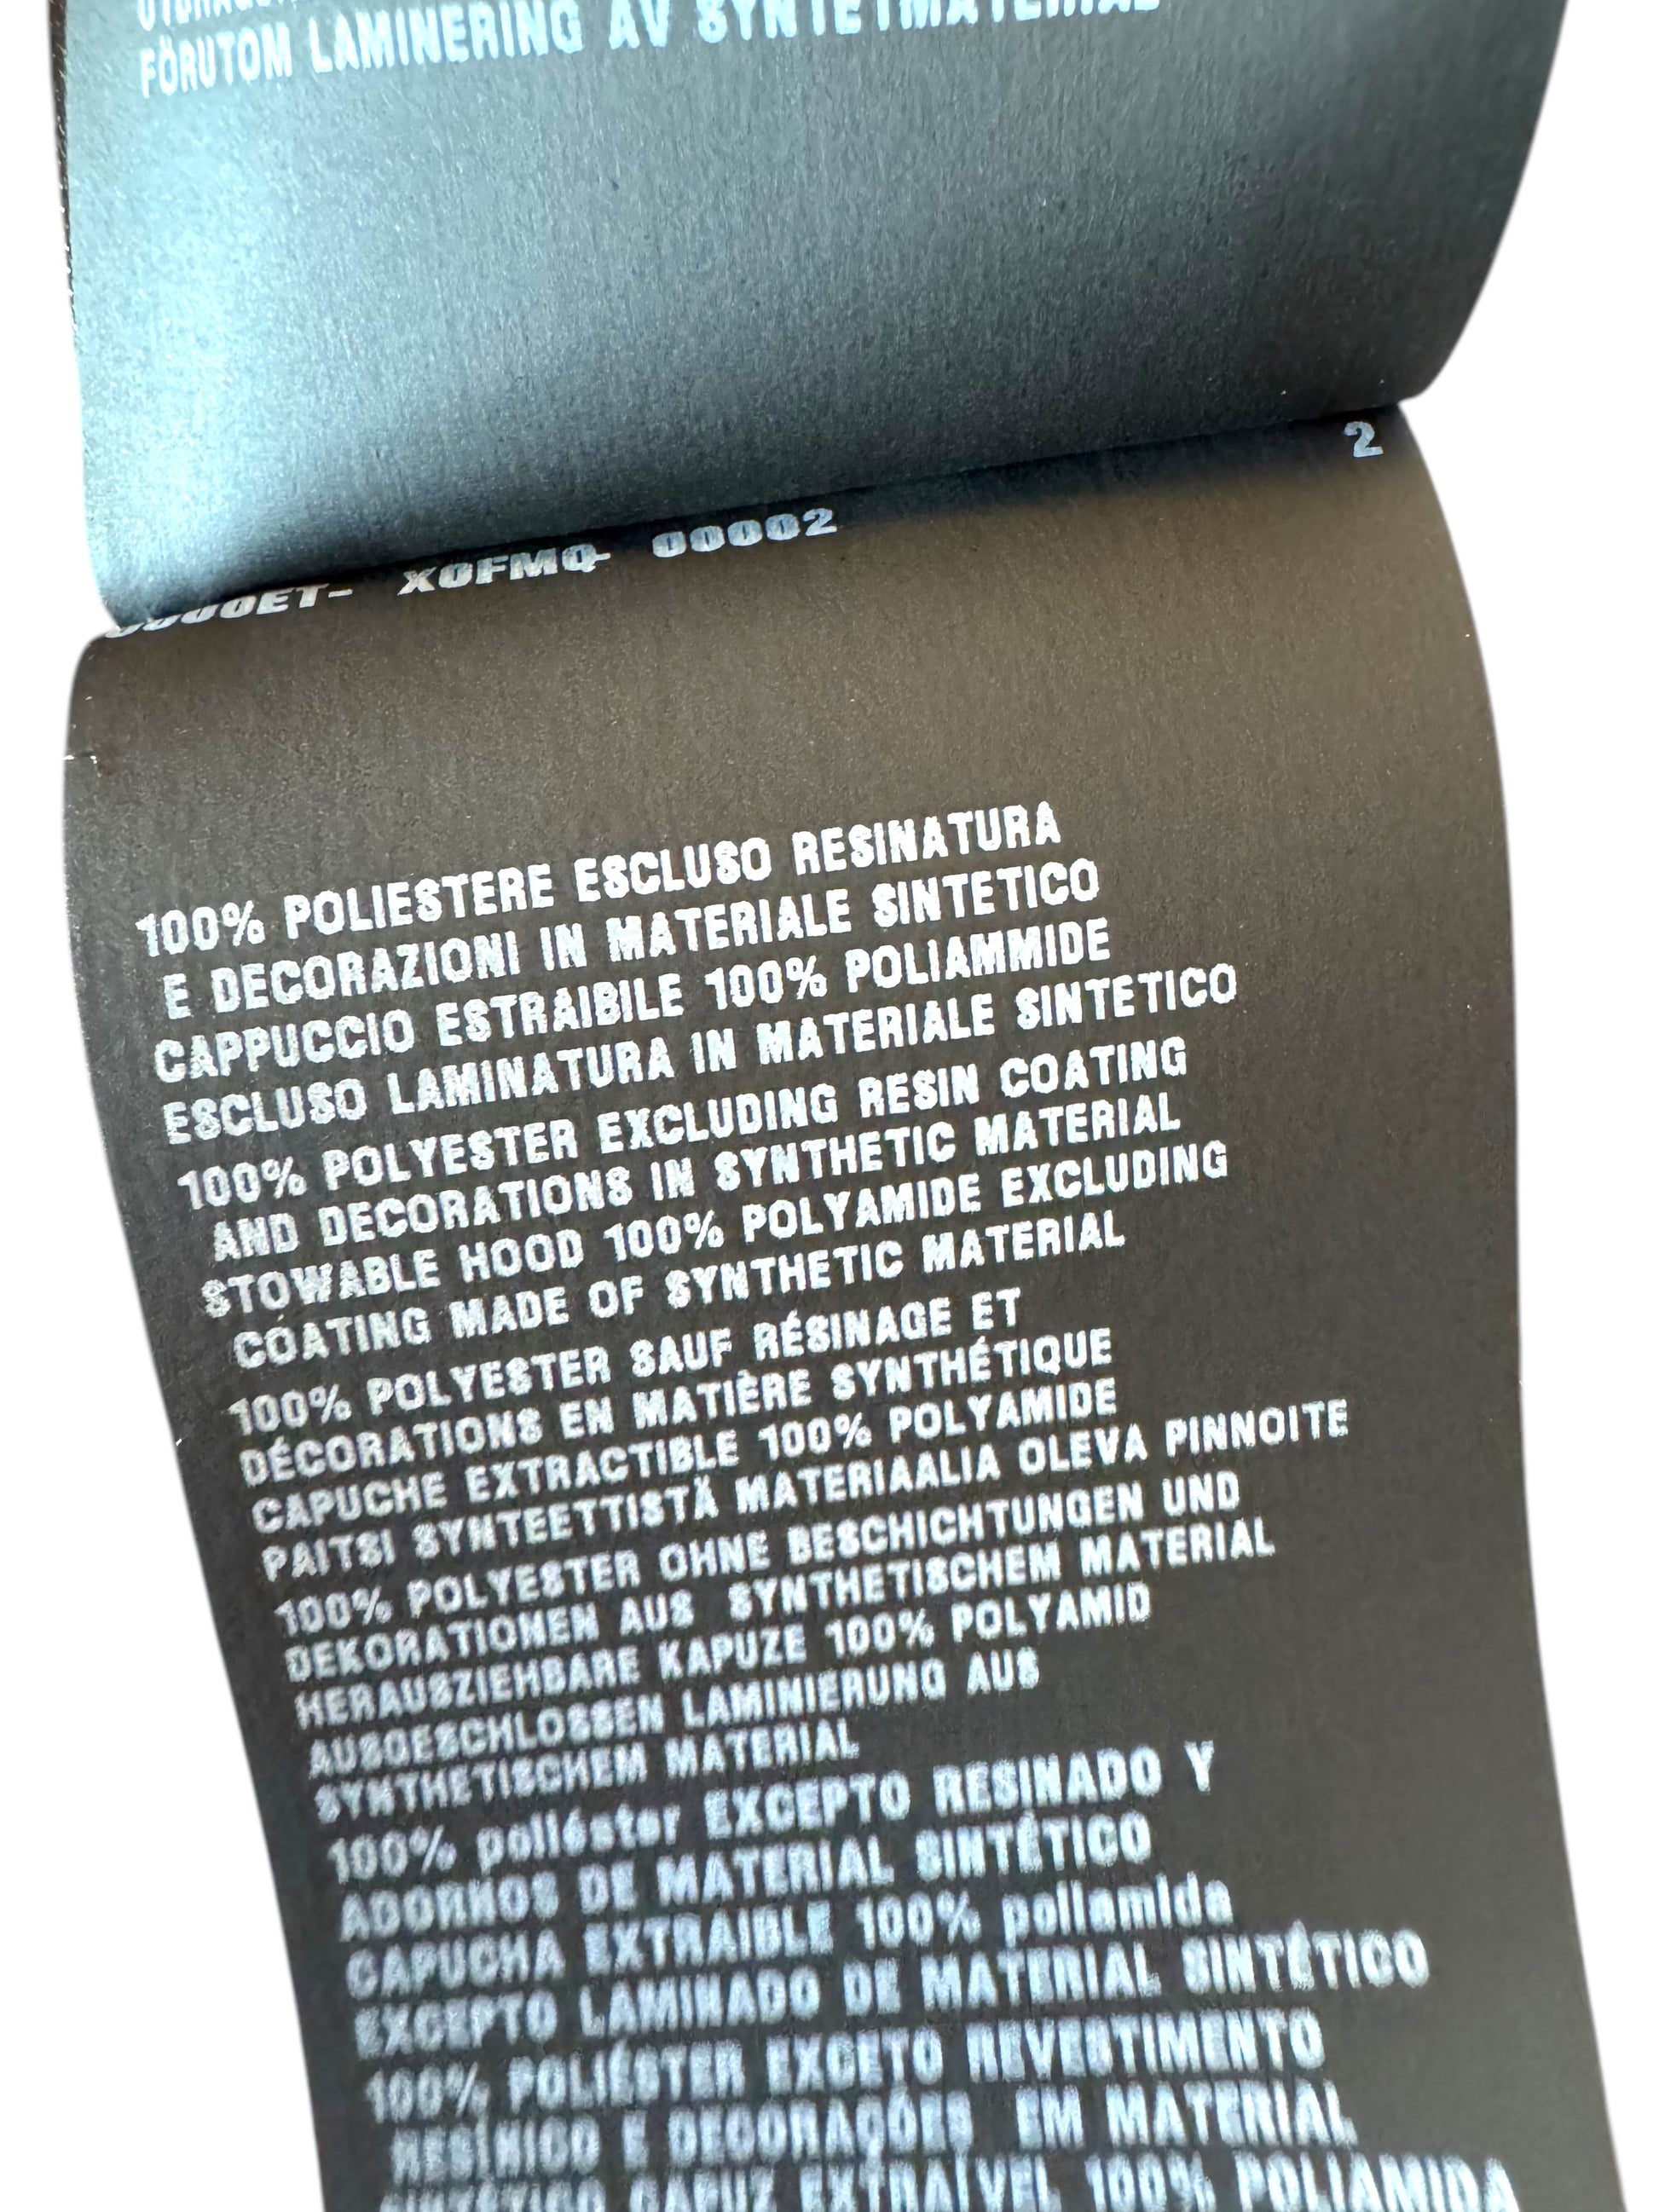 FÖRUTOM LAMINERING AV SYNTETMATERIAL
2
XGFMQ 00002
100% POLIESTERE ESCLUSO RESINATURA
E DECORAZIONI IN MATERIALE SINTETICO
CAPPUCCIO ESTRAIBILE 100% POLIAMMIDE
ESCLUSO LAMINATURA IN MATERIALE SINTETICO
100% POLYESTER EXCLUDING RESIN COATING
AND DECORATIONS IN SYNTHETIC MATERIAL
STOWABLE HOOD 100% POLYAMIDE EXCLUDING
COATING MADE OF SYNTHETIC MATERIAL
100% POLYESTER SAUF RÉSINAGE ET
DÉCORATIONS EN MATIÈRE SYNTHÉTIQUE
CAPUCHE EXTRACTIBLE 100% POLYAMIDE
PAITSI SYNTEETTISTÄ MATERIAALIA OLEVA PINNOITE
100% POLYESTER OHNE BESCHICHTUNGEN UND
DEKORATIONEN AUS SYNTHETISCHEM MATERIAL
HERAUSZIEHBARE KAPUZE 100% POLYAMID
AUSGESCHLOSSEN LAMINIERUNG AUS
SYNTHETISCHEM MATERIAL
100% poliéster EXCEPTO RESINADO Y
ADORNOS DE MATERIAL SINTÉTICO
CAPUCHA EXTRAIBLE 100% poliamida
EXCEPTO LAMINADO DE MATERIAL SINTÉTICO
100% POLIÉSTER EXCETO REVESTIMENTO
RESÍNICO E DECORAÇÕES EM MATERIAL
CAPUZ EXTRAÍVEL 100% POLIAMIDA